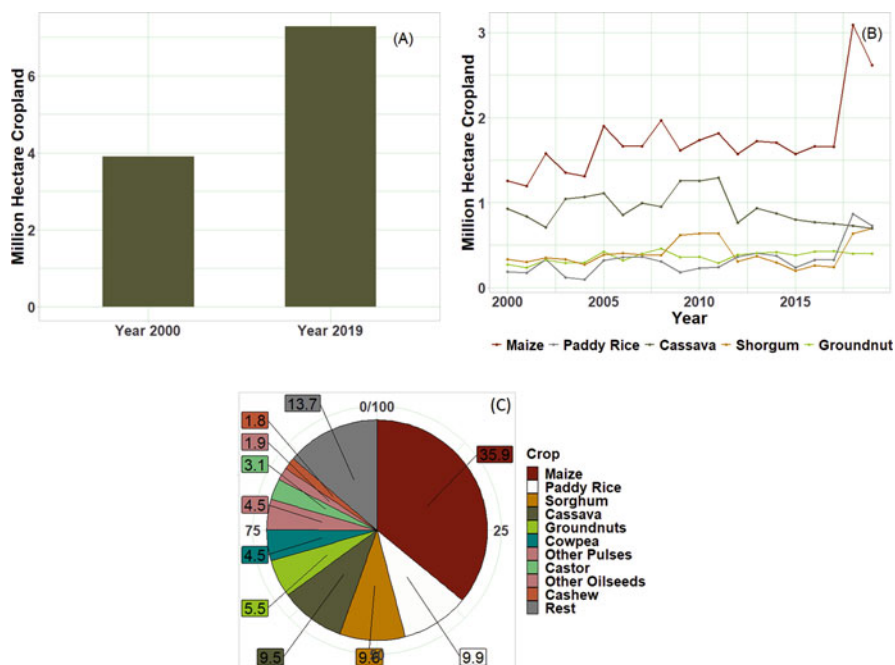 (A)
Million Hectare Cropland
6
4
2
0
Year 2000
Year 2019
(B)
Million Hectare Cropland
3
2
1
0
2000
2005
2010
2015
Year
Maize
Paddy Rice
Cassava
Shorgum
Groundnut
(C)
0/100
25
75
13.7
1.8
1.9
3.1
4.5
4.5
5.5
9.5
9.6
9.9
35.9
Crop
Maize
Paddy Rice
Sorghum
Cassava
Groundnuts
Cowpea
Other Pulses
Castor
Other Oilseeds
Cashew
Rest